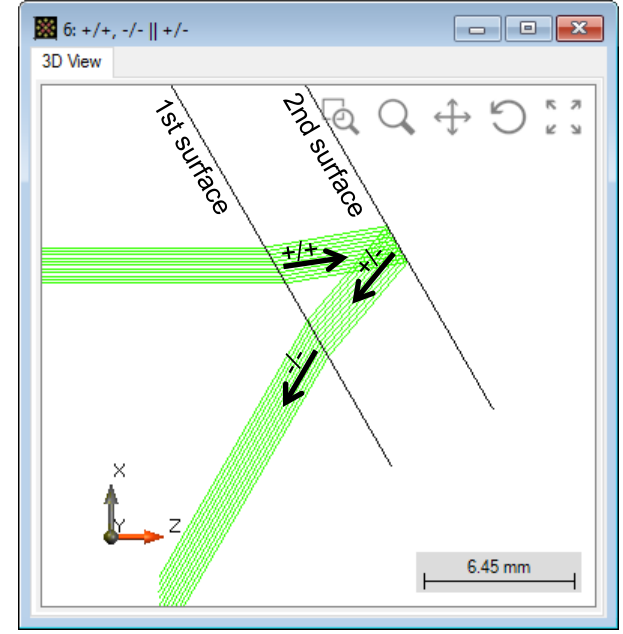 6: +/+, -/- || +/-
3D View
1st surface
2nd surface
+/+
+/-
-/-
X
Y
Z
6.45 mm